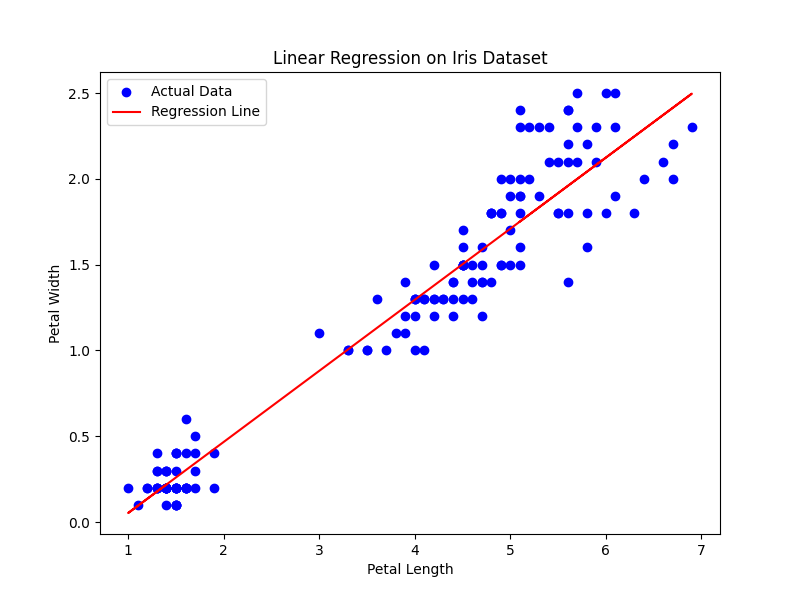 Linear Regression on Iris Dataset
Actual Data
Regression Line
2.5
2.0
1.5
1.0
0.5
0.0
Petal Width
1 2 3 4 5 6 7
Petal Length